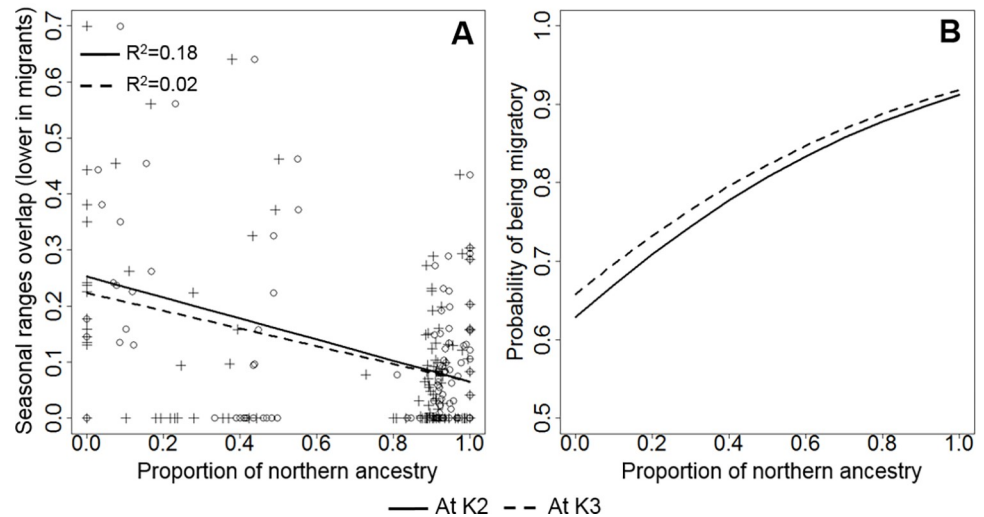 A
R²=0.18
R²=0.02
Seasonal ranges overlap (lower in migrants)
0.7
0.6
0.5
0.4
0.3
0.2
0.1
0.0
0.0 0.2 0.4 0.6 0.8 1.0
Proportion of northern ancestry
B
Probability of being migratory
1.0
0.9
0.8
0.7
0.6
0.5
0.0 0.2 0.4 0.6 0.8 1.0
Proportion of northern ancestry
At K2 At K3